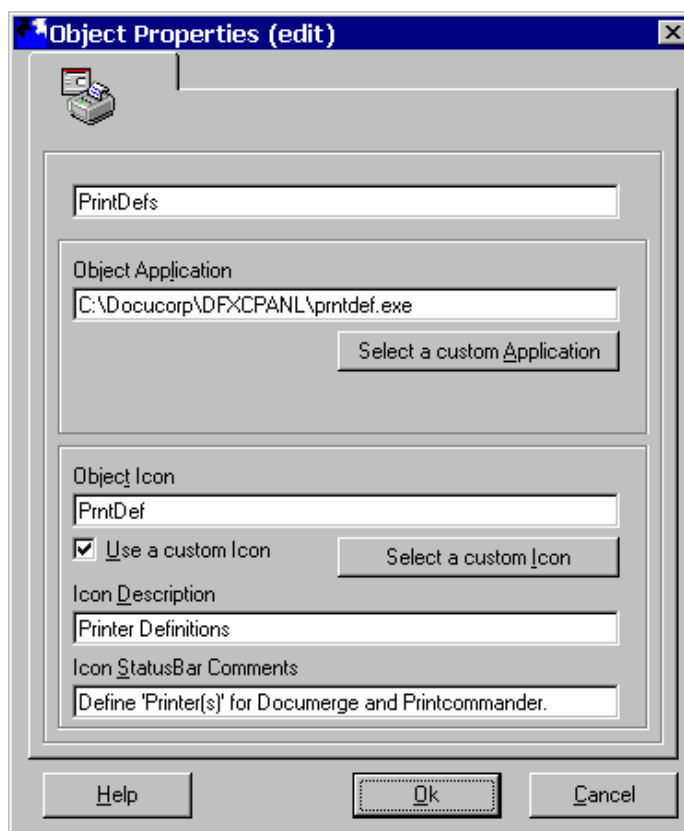 Object Properties (edit)
PrintDefs
Object Application
C:\Docucorp\DFXCPANL\prntdef.exe
Select a custom Application
Object Icon
PrntDef
Use a custom Icon
Select a custom Icon
Icon Description
Printer Definitions
Icon StatusBar Comments
Define 'Printer(s)' for Documerge and Printcommander.
Help
Ok
Cancel